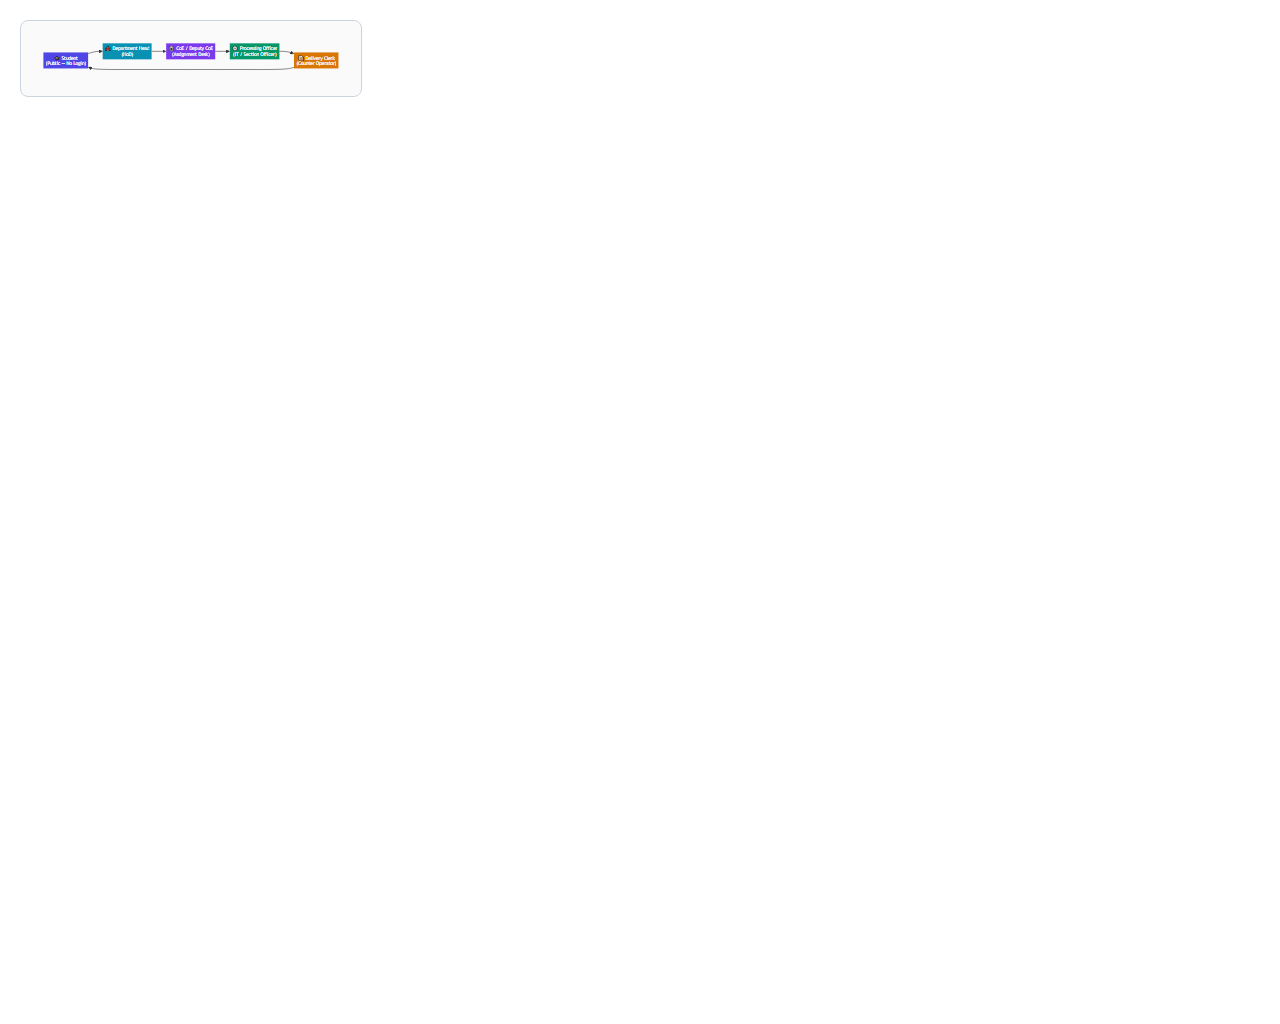 Student
(Public — No Login)
Department Head
(HoD)
CoE / Deputy CoE
(Assignment Desk)
Processing Officer
(IT / Section Officer)
Delivery Clerk
(Counter Operator)